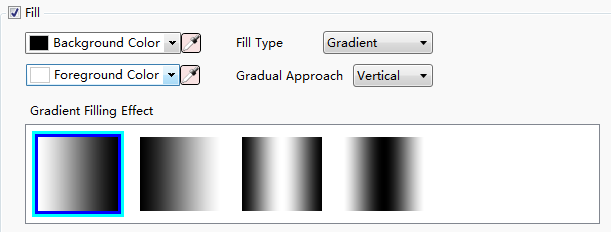 Fill
Background Color Fill Type Gradient
Foreground Color Gradual Approach Vertical
Gradient Filling Effect